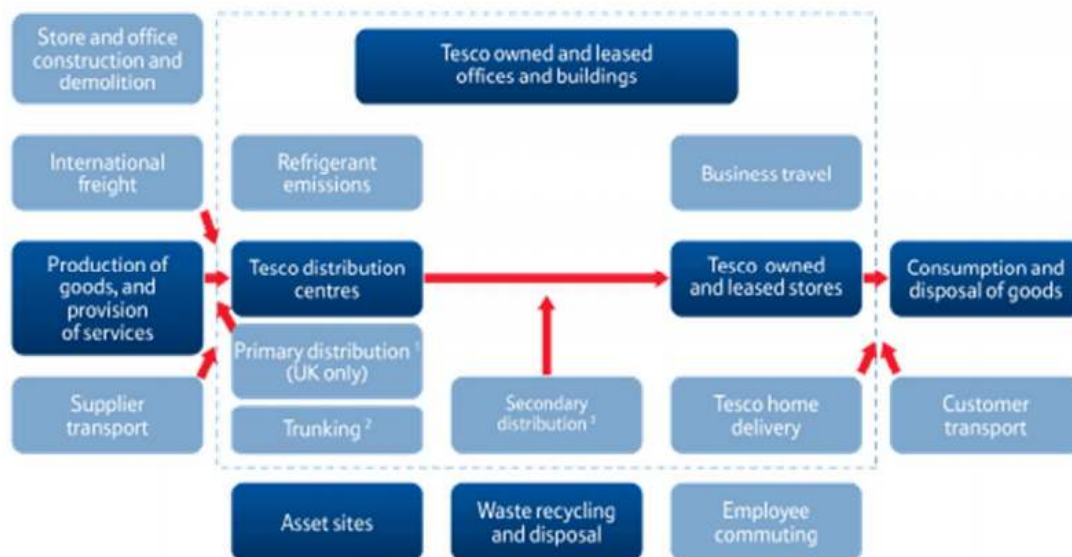 Store and office
construction and
demolition
Tesco owned and leased
offices and buildings
International
freight
Refrigerant
emissions
Business travel
Production of
goods, and
provision
of services
Tesco distribution
centres
Tesco owned
and leased stores
Consumption and
disposal of goods
Primary distribution ¹
(UK only)
Supplier
transport
Trunking ²
Secondary
distribution ³
Tesco home
delivery
Customer
transport
Asset sites
Waste recycling
and disposal
Employee
commuting